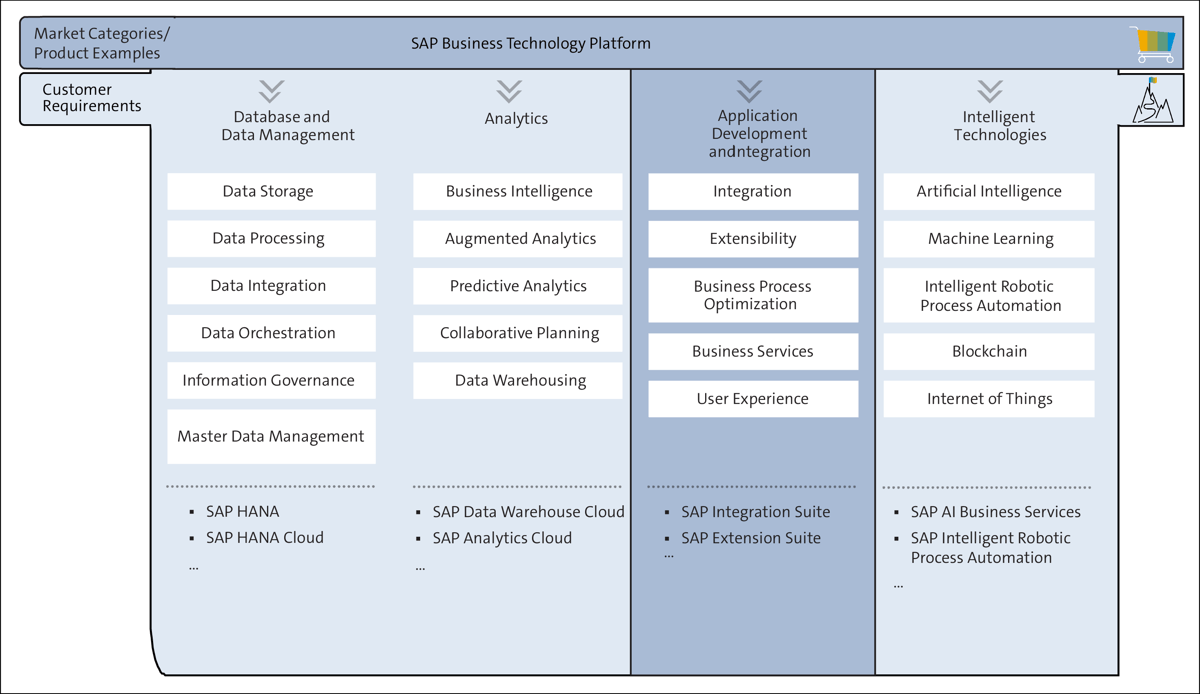 Market Categories/
Product Examples
SAP Business Technology Platform
Customer
Requirements
Database and
Data Management
Data Storage
Data Processing
Data Integration
Data Orchestration
Information Governance
Master Data Management
▪ SAP HANA
▪ SAP HANA Cloud
...
Analytics
Business Intelligence
Augmented Analytics
Predictive Analytics
Collaborative Planning
Data Warehousing
▪ SAP Data Warehouse Cloud
▪ SAP Analytics Cloud
...
Application
Development
andIntegration
Integration
Extensibility
Business Process
Optimization
Business Services
User Experience
▪ SAP Integration Suite
▪ SAP Extension Suite
...
Intelligent
Technologies
Artificial Intelligence
Machine Learning
Intelligent Robotic
Process Automation
Blockchain
Internet of Things
▪ SAP AI Business Services
▪ SAP Intelligent Robotic
Process Automation
...